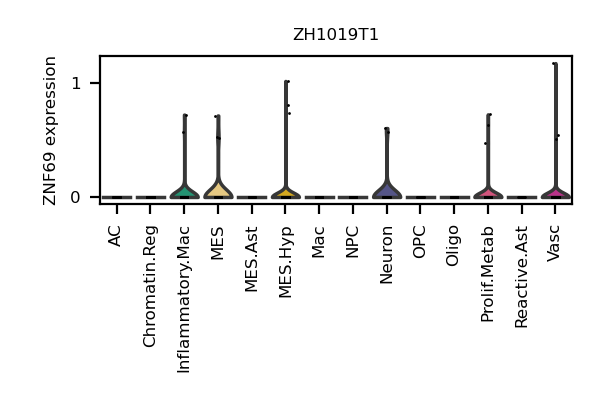 ZH1019T1
ZNF69 expression
1
0
AC
Chromatin.Reg
Inflammatory.Mac
MES
MES.Ast
MES.Hyp
Mac
NPC
Neuron
OPC
Oligo
Prolif.Metab
Reactive.Ast
Vasc